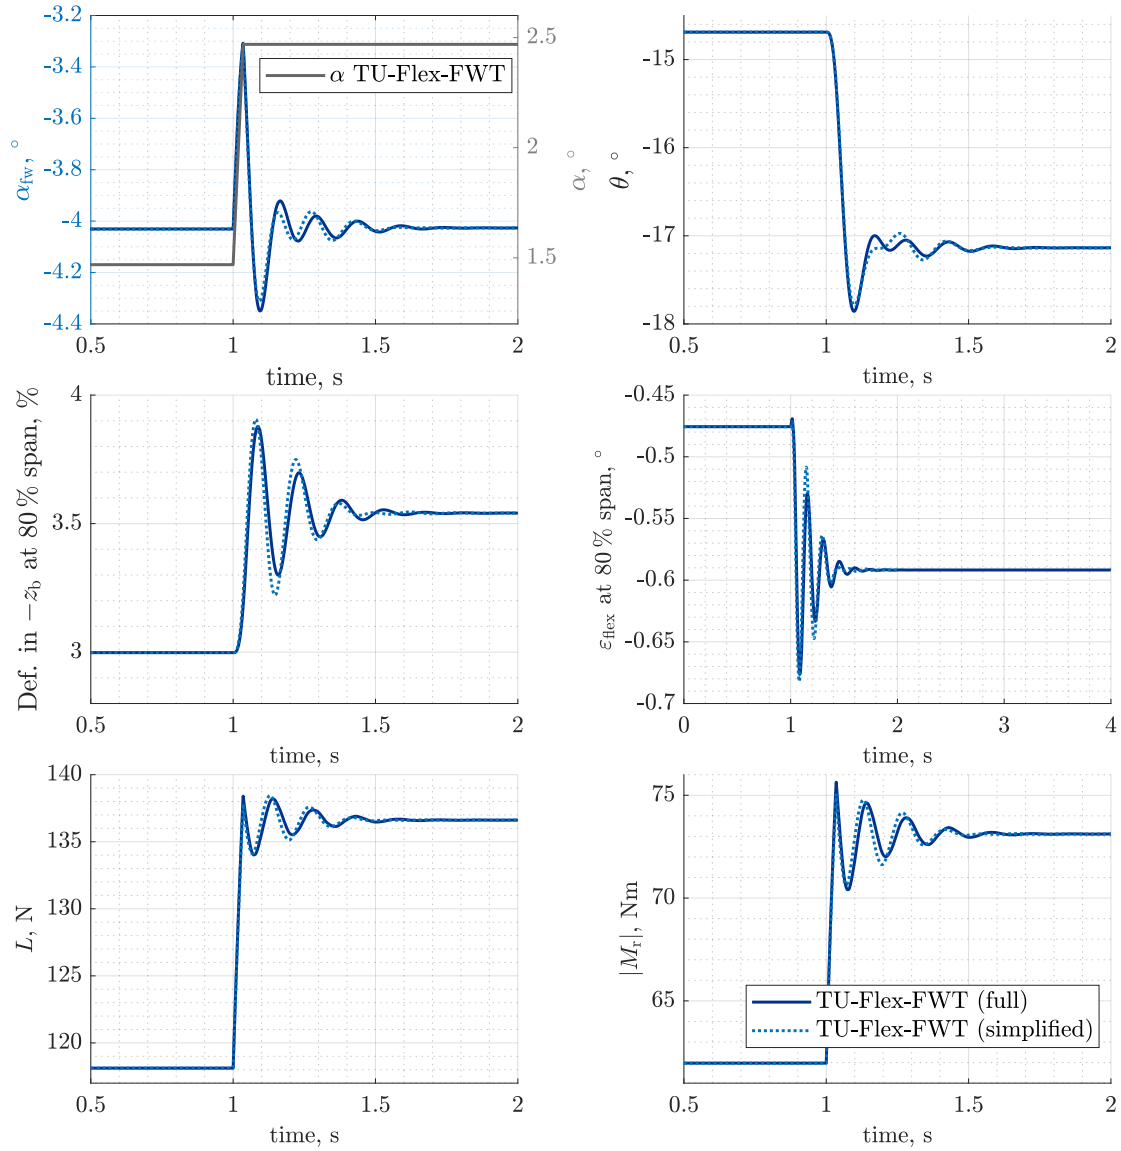 -3.2
-3.4
-3.6
-3.8
-4
-4.2
-4.4
α_fw, °
2.5
2
1.5
α, °
α TU-Flex-FWT
0.5 1 1.5 2
time, s
-15
-16
-17
-18
θ, °
0.5 1 1.5 2
time, s
4
3.5
3
Def. in −z_b at 80 % span, %
0.5 1 1.5 2
time, s
-0.45
-0.5
-0.55
-0.6
-0.65
-0.7
ε_flex at 80 % span, °
0 1 2 3 4
time, s
140
135
130
125
120
L, N
0.5 1 1.5 2
time, s
75
70
65
|M_r|, Nm
TU-Flex-FWT (full)
TU-Flex-FWT (simplified)
0.5 1 1.5 2
time, s